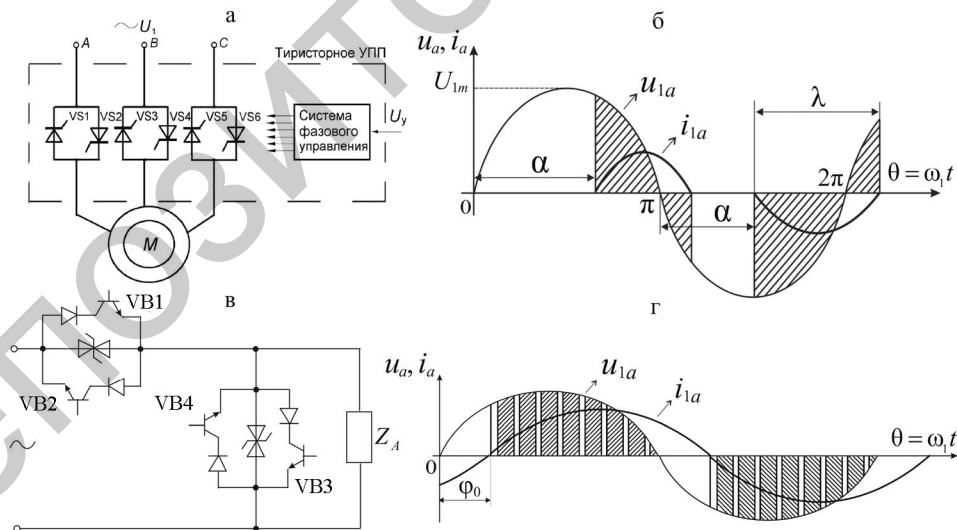 а
~ U₁
A B C
Тиристорное УПП
VS1 VS2 VS3 VS4 VS5 VS6
Система
фазового
управления
Uу
M
б
uₐ, iₐ
U₁ₘ
u₁ₐ
i₁ₐ
λ
α
α
0
π
2π
θ = ω₁t
в
VB1
VB2
VB4
VB3
Z_A
~
г
uₐ, iₐ
u₁ₐ
i₁ₐ
θ = ω₁t
0
φ₀